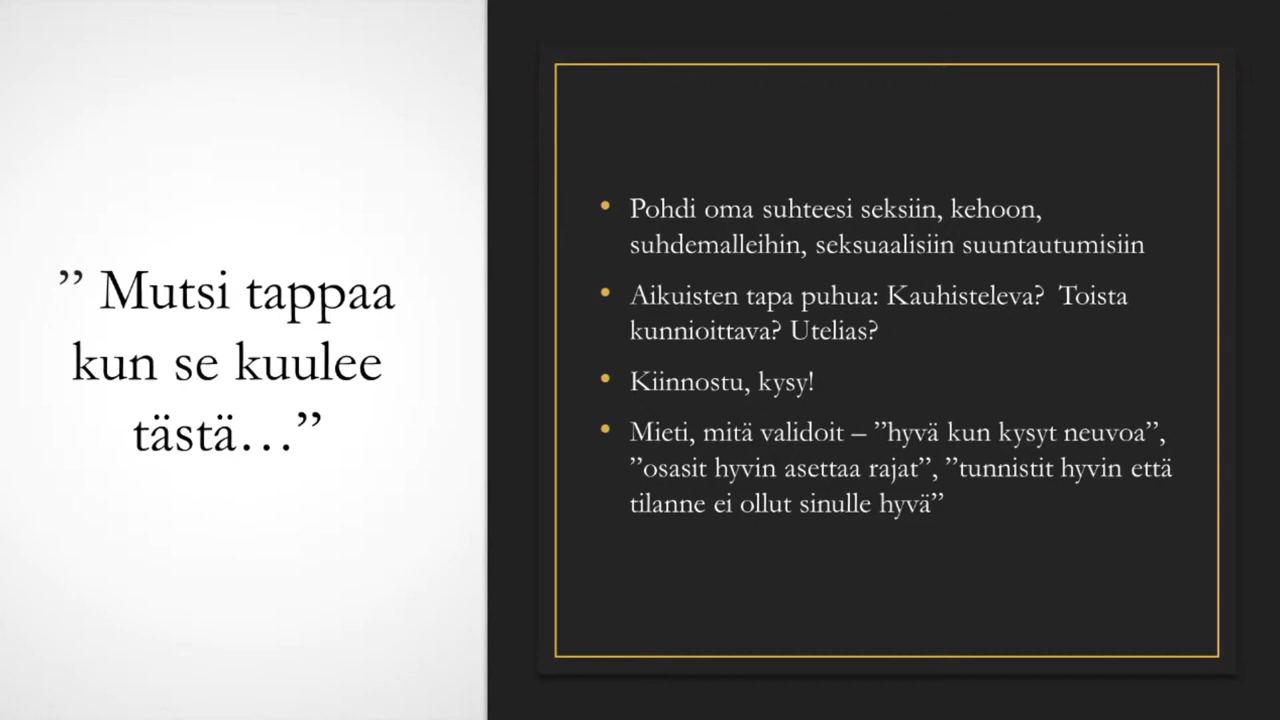 ” Mutsi tappaa
kun se kuulee
tästä…”
• Pohdi oma suhteesi seksiin, kehoon,
suhdemalleihin, seksuaalisiin suuntautumisiin
• Aikuisten tapa puhua: Kauhisteleva?  Toista
kunnioittava? Utelias?
• Kiinnostu, kysy!
• Mieti, mitä validoit – ”hyvä kun kysyt neuvoa”,
”osasit hyvin asettaa rajat”, ”tunnistit hyvin että
tilanne ei ollut sinulle hyvä”